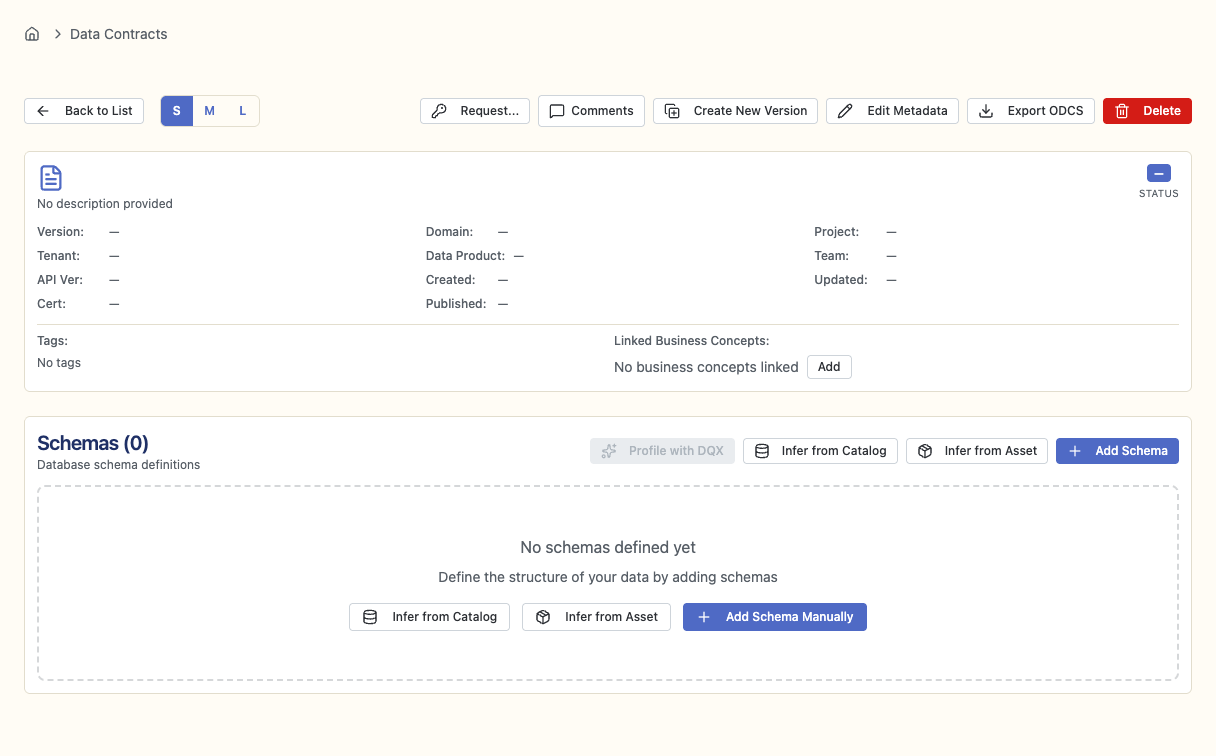 Data Contracts
Back to List
S M L
Request...
Comments
Create New Version
Edit Metadata
Export ODCS
Delete
No description provided
–
STATUS
Version: —
Domain: —
Project: —
Tenant: —
Data Product: —
Team: —
API Ver: —
Created: —
Updated: —
Cert: —
Published: —
Tags:
No tags
Linked Business Concepts:
No business concepts linked
Add
Schemas (0)
Database schema definitions
Profile with DQX
Infer from Catalog
Infer from Asset
Add Schema
No schemas defined yet
Define the structure of your data by adding schemas
Infer from Catalog
Infer from Asset
Add Schema Manually